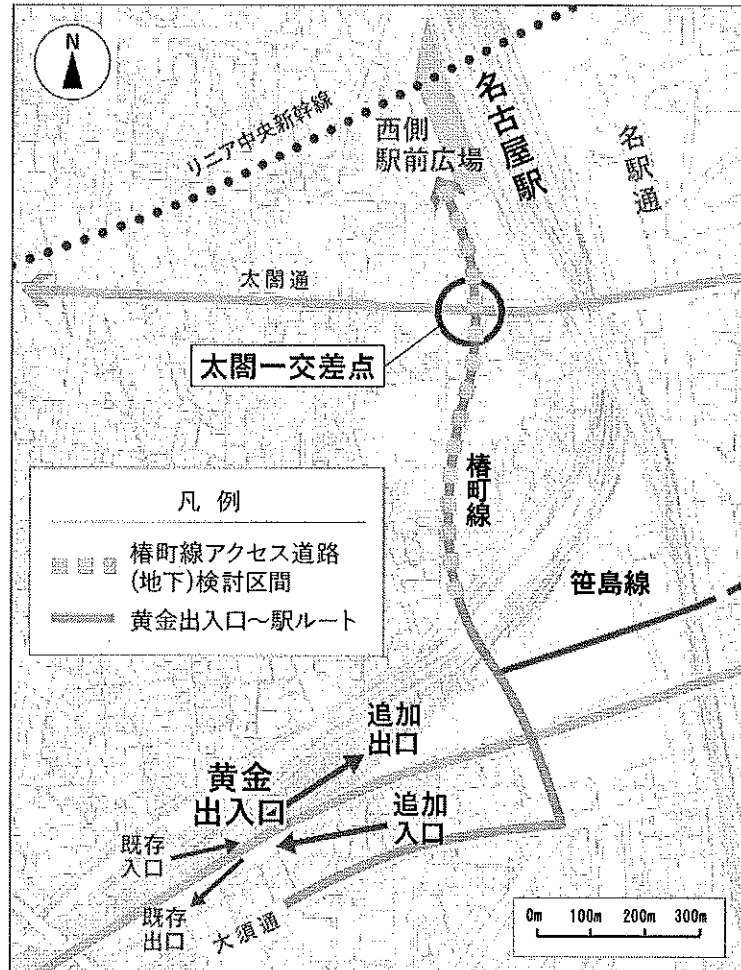 N
リニア中央新幹線
西側
駅前広場
名古屋駅
名駅通
太閤通
太閤一交差点
椿町線
凡例
椿町線アクセス道路
(地下)検討区間
黄金出入口〜駅ルート
笹島線
追加
出口
黄金
出入口
追加
入口
既存
入口
既存
出口
大須通
0m 100m 200m 300m